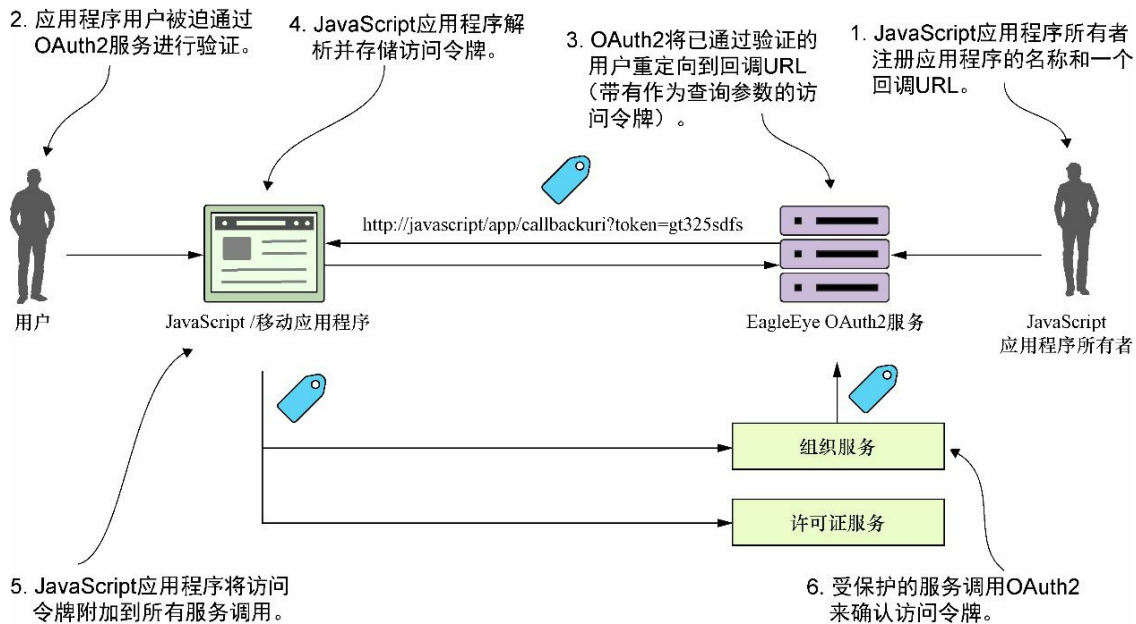 2. 应用程序用户被迫通过
OAuth2服务进行验证。
4. JavaScript应用程序解
析并存储访问令牌。
3. OAuth2将已通过验证的
用户重定向到回调URL
（带有作为查询参数的访
问令牌）。
1. JavaScript应用程序所有者
注册应用程序的名称和一个
回调URL。
http://javascript/app/callbackuri?token=gt325sdfs
用户
JavaScript /移动应用程序
EagleEye OAuth2服务
JavaScript
应用程序所有者
组织服务
许可证服务
5. JavaScript应用程序将访问
令牌附加到所有服务调用。
6. 受保护的服务调用OAuth2
来确认访问令牌。